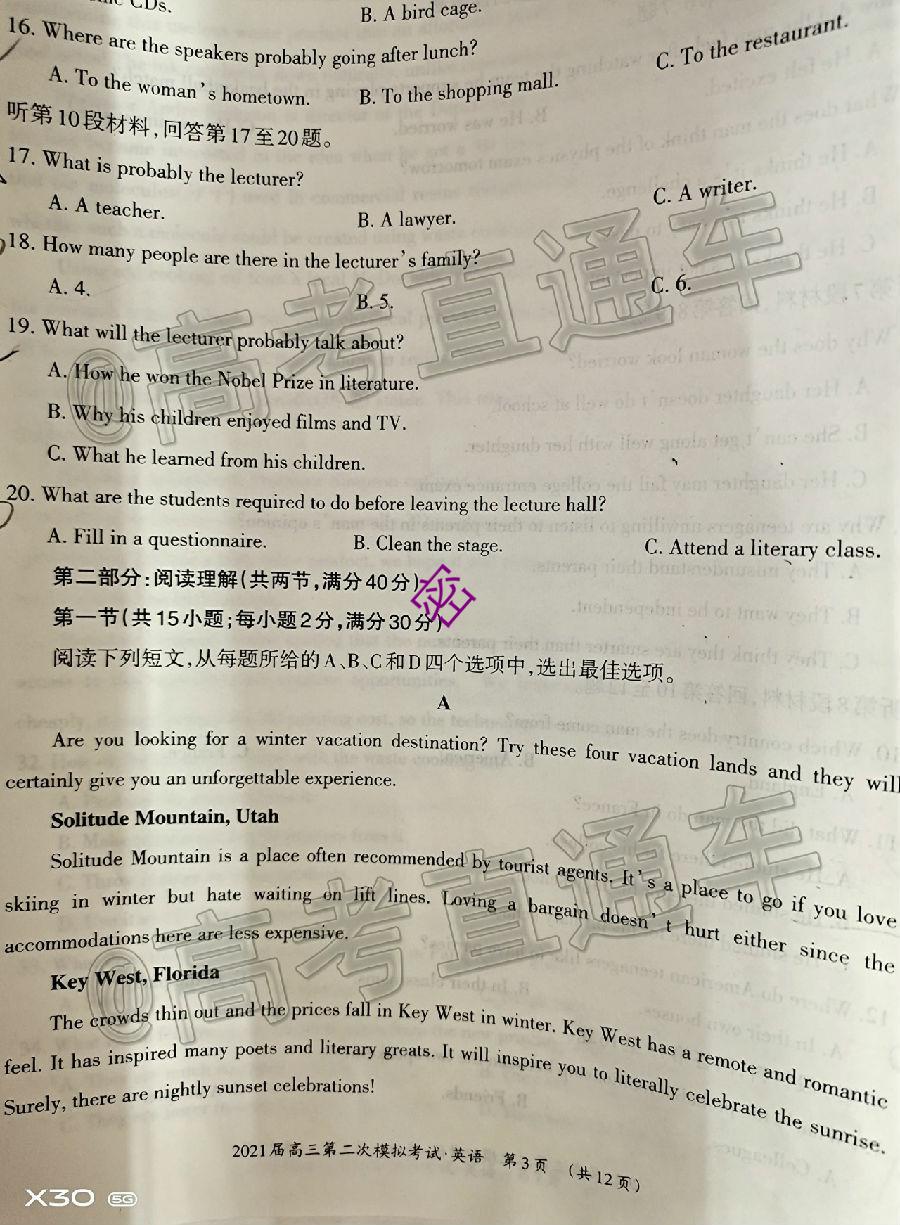 CDs.
B. A bird cage.
16. Where are the speakers probably going after lunch?
A. To the woman's hometown. B. To the shopping mall. C. To the restaurant.
听第10段材料,回答第17至20题。
17. What is probably the lecturer?
A. A teacher. B. A lawyer. C. A writer.
18. How many people are there in the lecturer's family?
A. 4. B. 5. C. 6.
19. What will the lecturer probably talk about?
A. How he won the Nobel Prize in literature.
B. Why his children enjoyed films and TV.
C. What he learned from his children.
20. What are the students required to do before leaving the lecture hall?
A. Fill in a questionnaire. B. Clean the stage. C. Attend a literary class.
第二部分:阅读理解(共两节,满分40分)
密
第一节(共15小题;每小题2分,满分30分)
阅读下列短文,从每题所给的A、B、C和D四个选项中,选出最佳选项。
A
Are you looking for a winter vacation destination? Try these four vacation lands and they will
certainly give you an unforgettable experience.
Solitude Mountain, Utah
Solitude Mountain is a place often recommended by tourist agents. It's a place to go if you love
skiing in winter but hate waiting on lift lines. Loving a bargain doesn't hurt either since the
accommodations here are less expensive.
Key West, Florida
The crowds thin out and the prices fall in Key West in winter. Key West has a remote and romantic
feel. It has inspired many poets and literary greats. It will inspire you to literally celebrate the sunrise.
Surely, there are nightly sunset celebrations!
2021届高三第二次模拟考试·英语 第3页 (共12页)
@高考直通车
@高考直通车
X30 5G